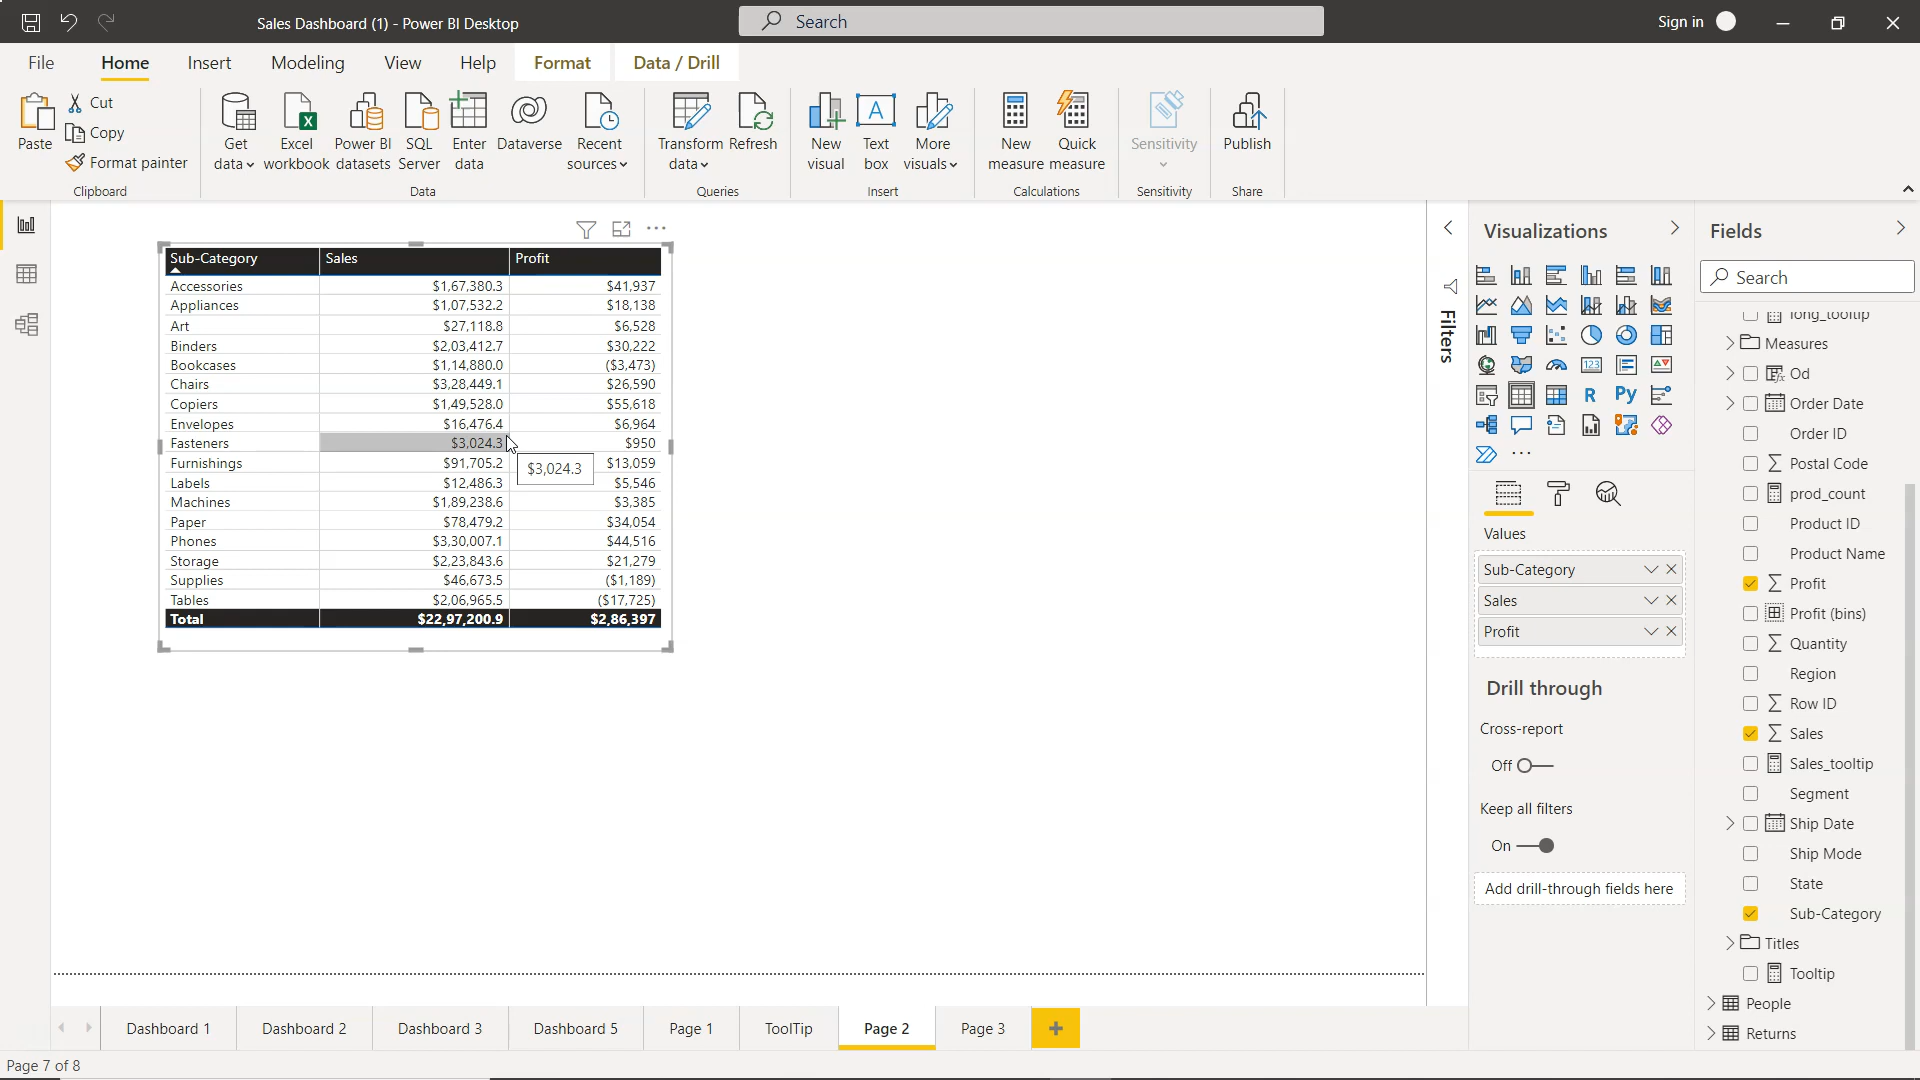 Sales Dashboard (1) - Power BI Desktop
Search
Sign in
File Home Insert Modeling View Help Format Data / Drill
Paste
Cut
Copy
Format painter
Clipboard
Get data
Excel workbook
Power BI datasets
SQL Server
Enter data
Dataverse
Recent sources
Data
Transform data
Refresh
Queries
New visual
A
Text box
More visuals
Insert
New measure
Quick measure
Calculations
Sensitivity
Sensitivity
Publish
Share
Sub-Category Sales Profit
Accessories $1,67,380.3 $41,937
Appliances $1,07,532.2 $18,138
Art $27,118.8 $6,528
Binders $2,03,412.7 $30,222
Bookcases $1,14,880.0 ($3,473)
Chairs $3,28,449.1 $26,590
Copiers $1,49,528.0 $55,618
Envelopes $16,476.4 $6,964
Fasteners $3,024.3 $950
Furnishings $91,705.2 $13,059
$3,024.3
Labels $12,486.3 $5,546
Machines $1,89,238.6 $3,385
Paper $78,479.2 $34,054
Phones $3,30,007.1 $44,516
Storage $2,23,843.6 $21,279
Supplies $46,673.5 ($1,189)
Tables $2,06,965.5 ($17,725)
Total $22,97,200.9 $2,86,397
Filters
Visualizations
123
R
Py
...
Values
Sub-Category
Sales
Profit
Drill through
Cross-report
Off
Keep all filters
On
Add drill-through fields here
Fields
Search
long_tooltip
Measures
Od
Order Date
Order ID
Postal Code
prod_count
Product ID
Product Name
Profit
Profit (bins)
Quantity
Region
Row ID
Sales
Sales_tooltip
Segment
Ship Date
Ship Mode
State
Sub-Category
Titles
Tooltip
People
Returns
Dashboard 1 Dashboard 2 Dashboard 3 Dashboard 5 Page 1 ToolTip Page 2 Page 3 +
Page 7 of 8